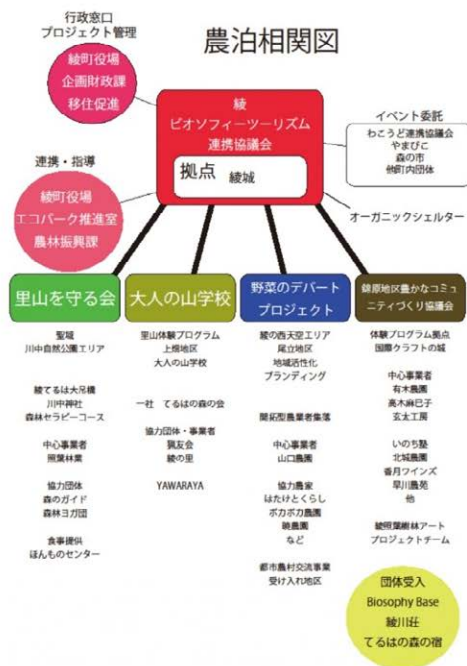 農泊相関図
行政窓口
プロジェクト管理
綾町役場
企画財政課
移住促進
綾
ビオソフィーツーリズム
連携協議会
拠点 綾城
イベント委託
わこうど連携協議会
やまびこ
森の市
他町内団体
連携・指導
綾町役場
エコパーク推進室
農林振興課
オーガニックシェルター
里山を守る会
聖域
川中自然公園エリア
綾てるは大吊橋
川中神社
森林セラピーコース
中心事業者
照葉林業
協力団体
森のガイド
森林ヨガ団
食事提供
ほんものセンター
大人の山学校
里山体験プログラム
上畑地区
大人の山学校
一社 てるはの森の会
協力団体・事業者
猟友会
綾の里
YAWARAYA
野菜のデパート
プロジェクト
綾の西天空エリア
尾立地区
地域活性化
ブランディング
開拓型農業者集落
中心事業者
山口農園
協力農家
はたけとくらし
ポカポカ農園
暁農園
など
都市農村交流事業
受け入れ地区
錦原地区豊かなコミュ
ニティづくり協議会
体験プログラム拠点
国際クラフトの城
中心事業者
有木農園
高木麻巳子
玄太工房
いのち塾
北城農園
香月ワインズ
早川農苑
他
綾照葉樹林アート
プロジェクトチーム
団体受入
Biosophy Base
綾川荘
てるはの森の宿